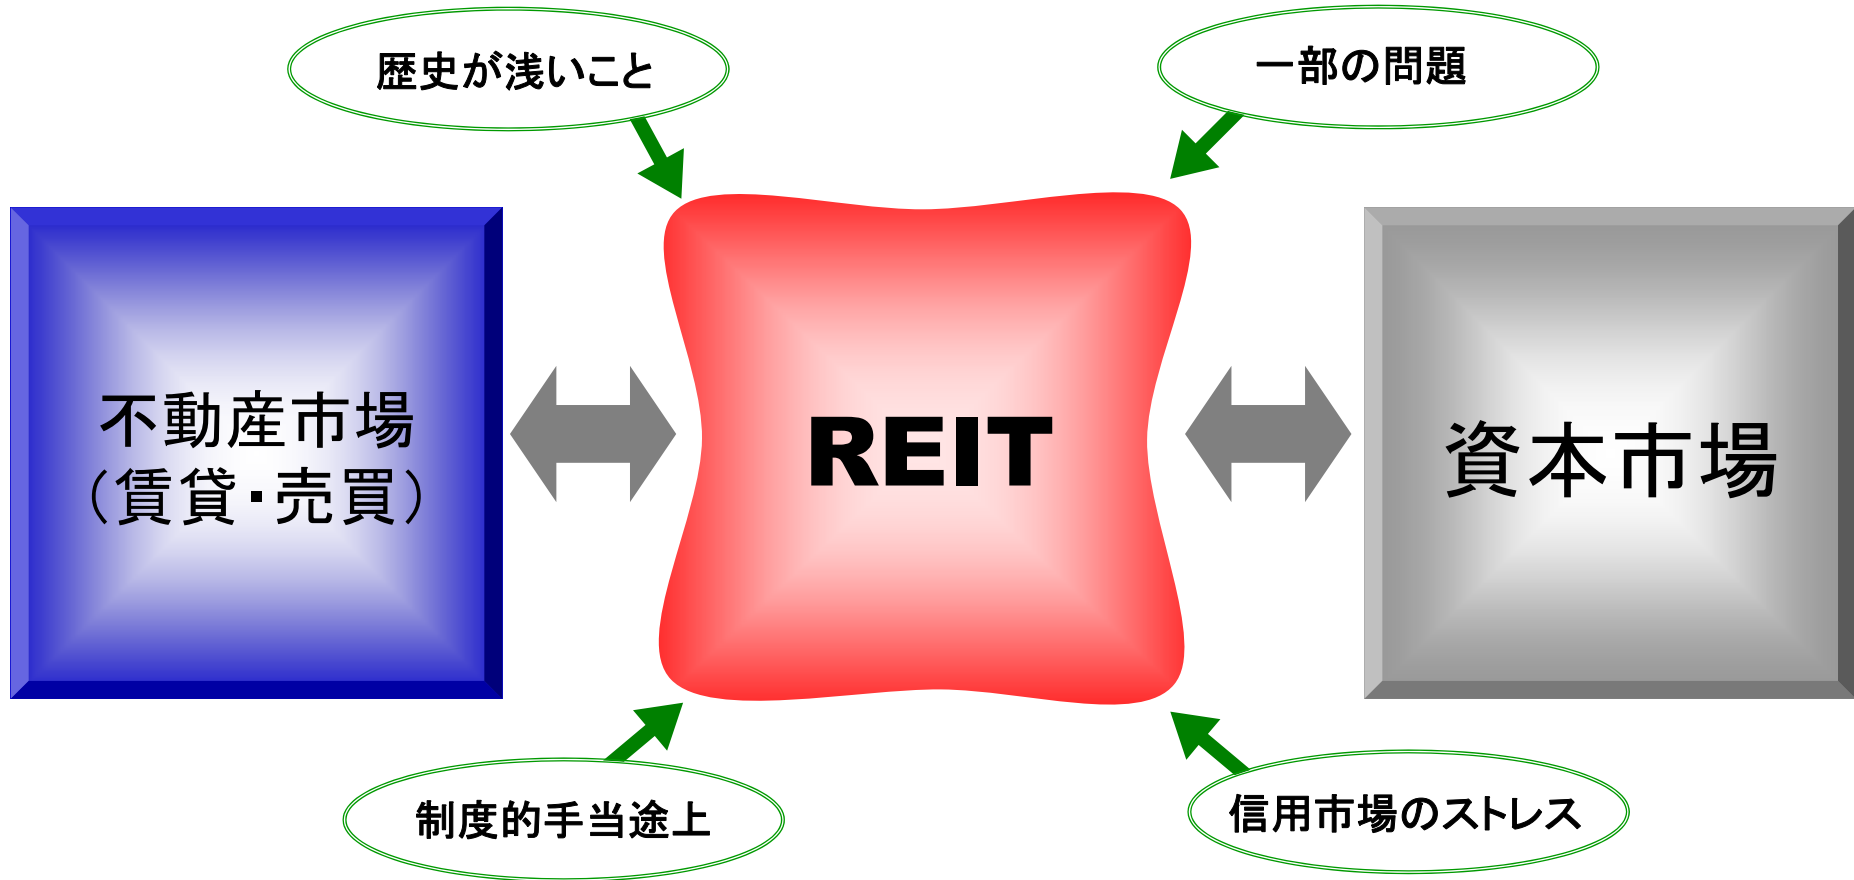 歴史が浅いこと
一部の問題
不動産市場
（賃貸・売買）
REIT
資本市場
制度的手当途上
信用市場のストレス